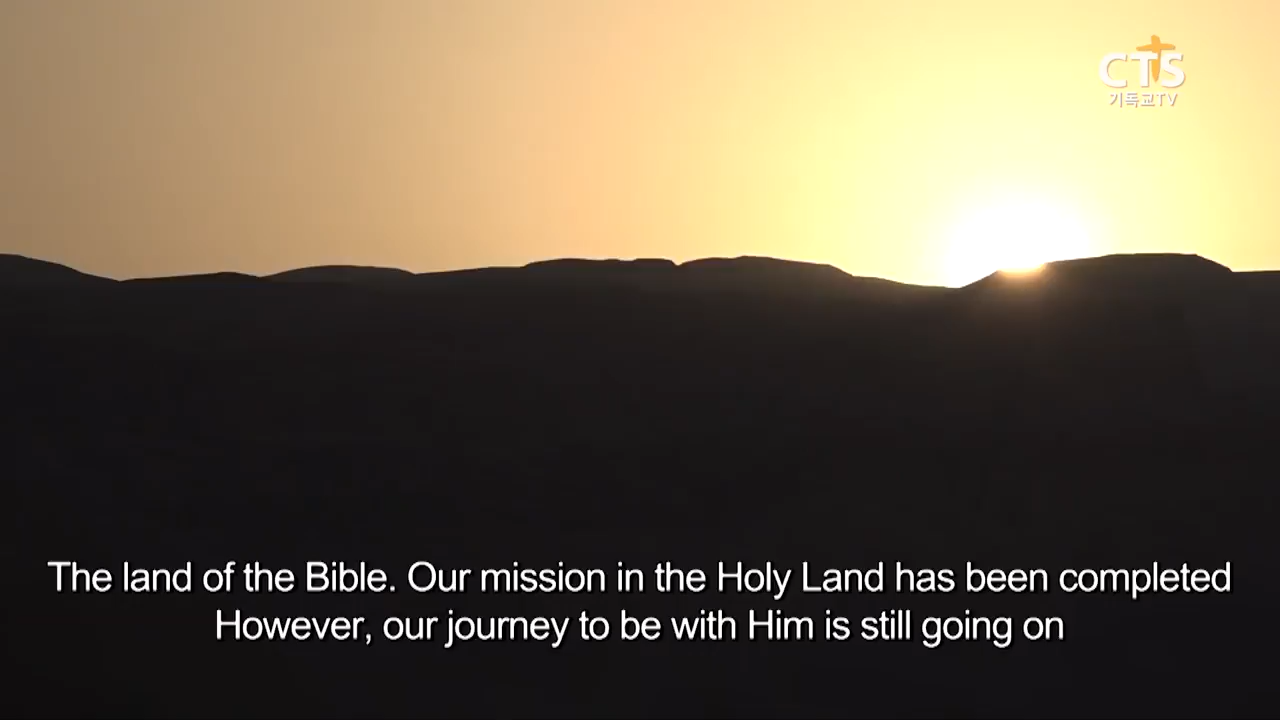 CTS
기독교TV
The land of the Bible. Our mission in the Holy Land has been completed
However, our journey to be with Him is still going on